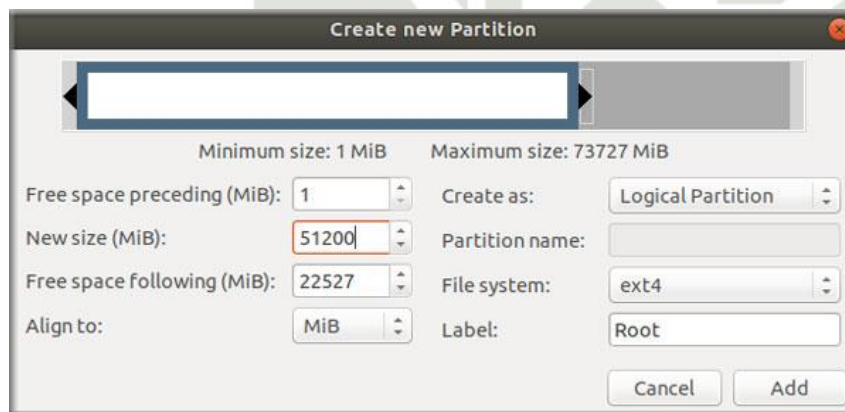 Create new Partition
Minimum size: 1 MiB Maximum size: 73727 MiB
Free space preceding (MiB): 1 Create as: Logical Partition
New size (MiB): 51200 Partition name:
Free space following (MiB): 22527 File system: ext4
Align to: MiB Label: Root
Cancel Add